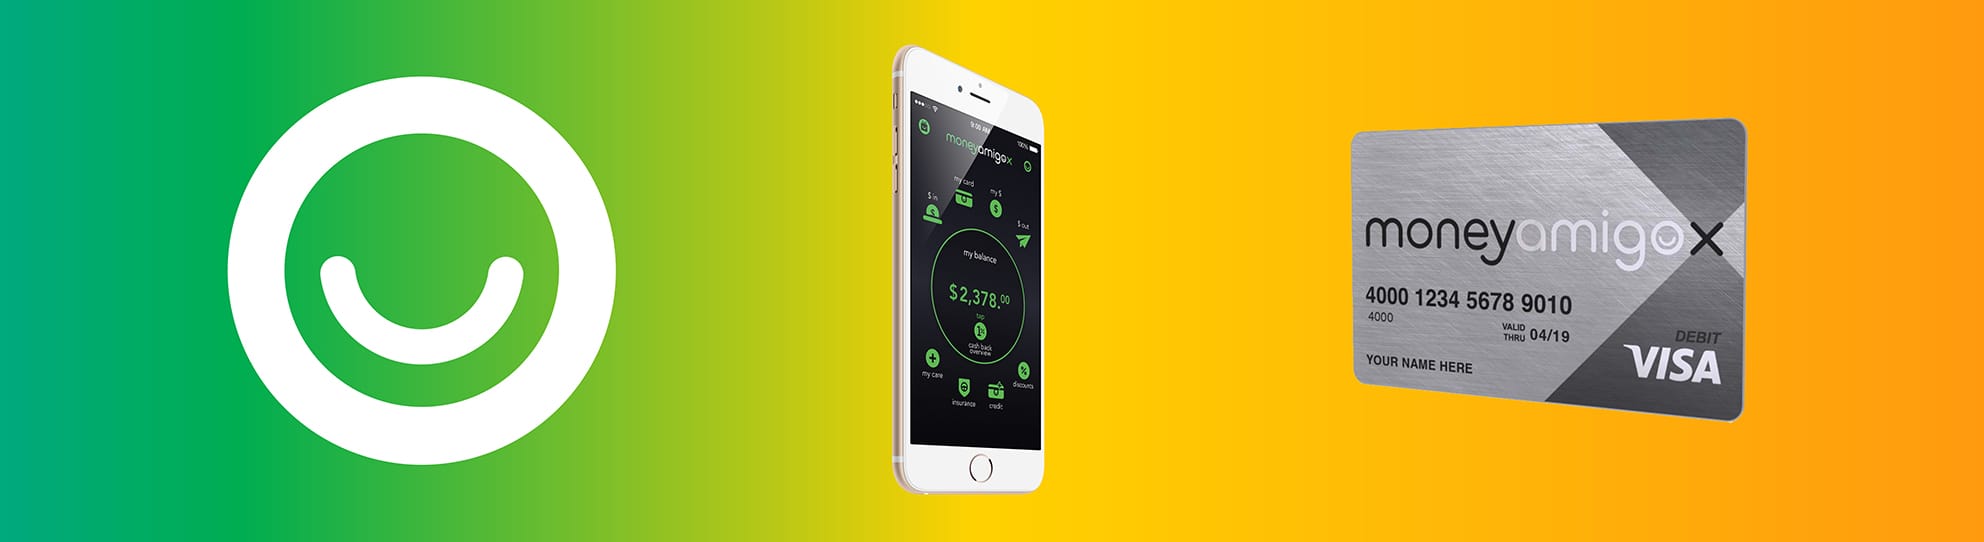 9:00 AM
100%
moneyamigox
my card
my $
$ in
$ out
my balance
$2,378.00
tap
1%
cash back
overview
my care
discounts
insurance
credit
moneyamigox
4000 1234 5678 9010
4000
VALID
THRU 04/19
DEBIT
YOUR NAME HERE
VISA